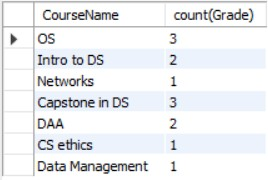 CourseName count(Grade)
OS 3
Intro to DS 2
Networks 1
Capstone in DS 3
DAA 2
CS ethics 1
Data Management 1